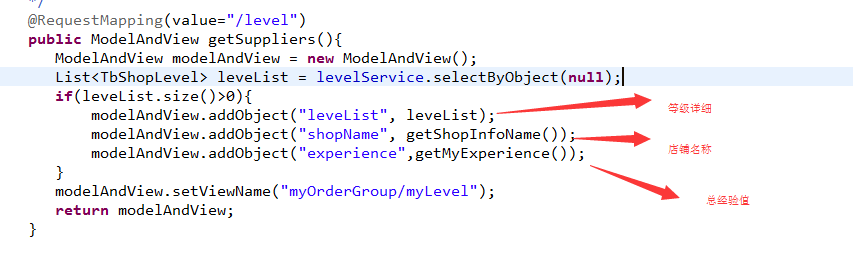 */
@RequestMapping(value="/level")
public ModelAndView getSuppliers(){
ModelAndView modelAndView = new ModelAndView();
List<TbShopLevel> leveList = levelService.selectByObject(null);
if(leveList.size()>0){
modelAndView.addObject("leveList", leveList);
等级详细
modelAndView.addObject("shopName", getShopInfoName());
店铺名称
modelAndView.addObject("experience",getMyExperience());
}
总经验值
modelAndView.setViewName("myOrderGroup/myLevel");
return modelAndView;
}